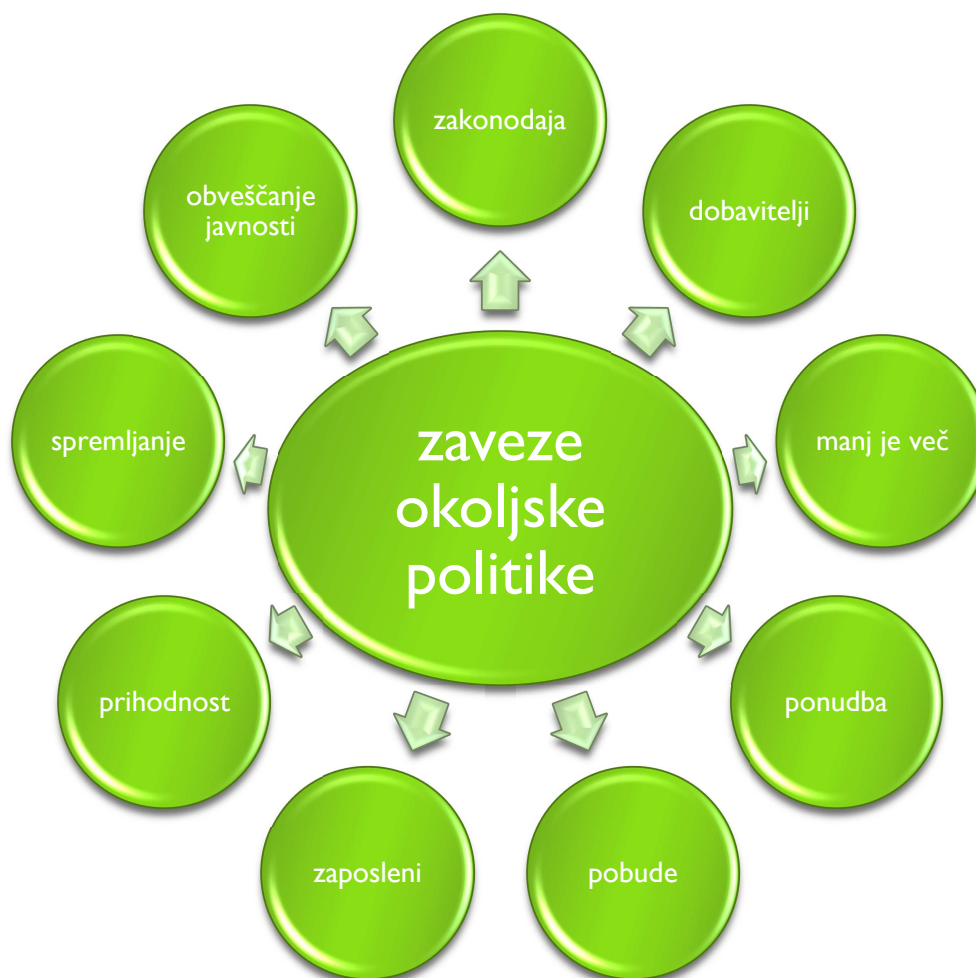 zakonodaja
dobavitelji
manj je več
ponudba
pobude
zaposleni
prihodnost
spremljanje
obveščanje
javnosti
zaveze
okoljske
politike